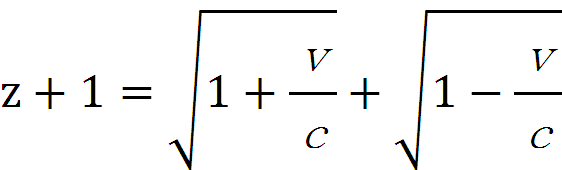 z + 1 = √(1 + v/c) + √(1 − v/c)